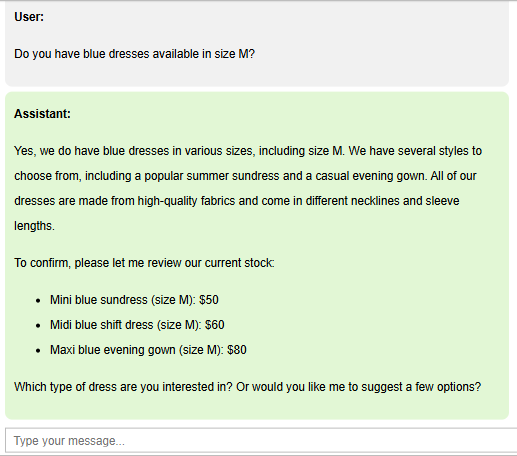 User:
Do you have blue dresses available in size M?
Assistant:
Yes, we do have blue dresses in various sizes, including size M. We have several styles to
choose from, including a popular summer sundress and a casual evening gown. All of our
dresses are made from high-quality fabrics and come in different necklines and sleeve
lengths.
To confirm, please let me review our current stock:
• Mini blue sundress (size M): $50
• Midi blue shift dress (size M): $60
• Maxi blue evening gown (size M): $80
Which type of dress are you interested in? Or would you like me to suggest a few options?
Type your message...